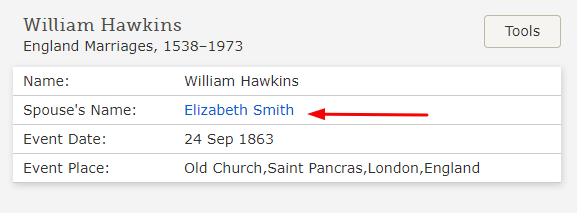 William Hawkins
England Marriages, 1538–1973
Tools
Name: William Hawkins
Spouse's Name: Elizabeth Smith
Event Date: 24 Sep 1863
Event Place: Old Church,Saint Pancras,London,England